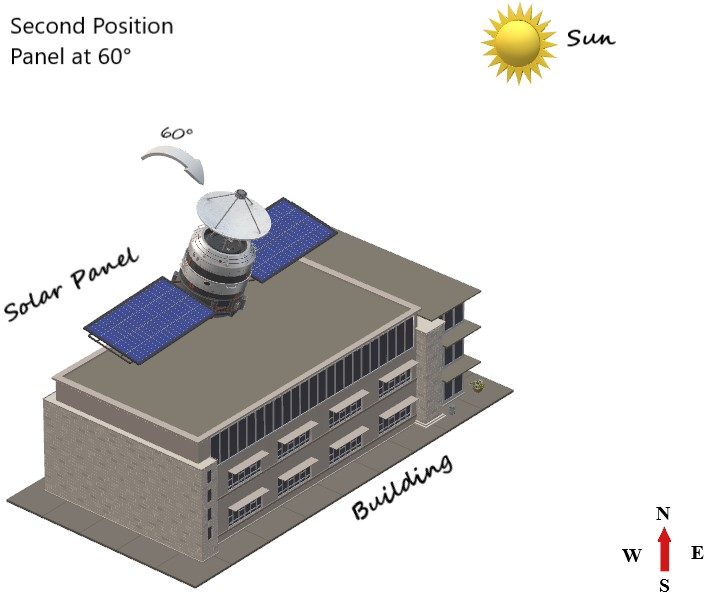 Second Position
Panel at 60°
Sun
60°
Solar Panel
Building
N
W E
S